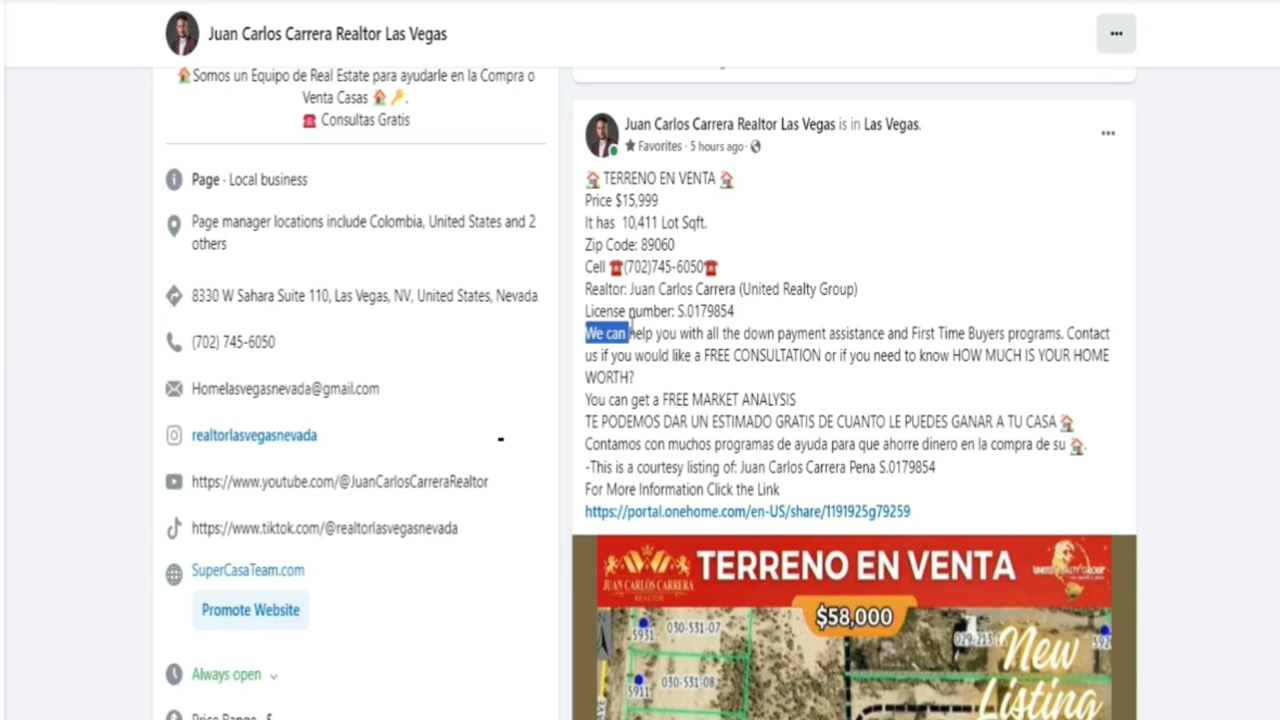 Juan Carlos Carrera Realtor Las Vegas
🏠Somos un Equipo de Real Estate para ayudarle en la Compra o
Venta Casas 🏠🔑.
☎️ Consultas Gratis
Page · Local business
Page manager locations include Colombia, United States and 2
others
8330 W Sahara Suite 110, Las Vegas, NV, United States, Nevada
(702) 745-6050
Homelasvegasnevada@gmail.com
realtorlasvegasnevada
https://www.youtube.com/@JuanCarlosCarreraRealtor
https://www.tiktok.com/@realtorlasvegasnevada
SuperCasaTeam.com
Promote Website
Always open
Price Range · $
Juan Carlos Carrera Realtor Las Vegas is in Las Vegas.
Favorites · 5 hours ago ·
🏠 TERRENO EN VENTA 🏠
Price $15,999
It has 10,411 Lot Sqft.
Zip Code: 89060
Cell ☎️(702)745-6050☎️
Realtor: Juan Carlos Carrera (United Realty Group)
License number: S.0179854
We can help you with all the down payment assistance and First Time Buyers programs. Contact
us if you would like a FREE CONSULTATION or if you need to know HOW MUCH IS YOUR HOME
WORTH?
You can get a FREE MARKET ANALYSIS
TE PODEMOS DAR UN ESTIMADO GRATIS DE CUANTO LE PUEDES GANAR A TU CASA 🏠
Contamos con muchos programas de ayuda para que ahorre dinero en la compra de su 🏠.
-This is a courtesy listing of: Juan Carlos Carrera Pena S.0179854
For More Information Click the Link
https://portal.onehome.com/en-US/share/1191925g79259
JUAN CARLOS CARRERA
REALTOR
TERRENO EN VENTA
UNITED REALTY GROUP
$58,000
5931
030-531-07
5911
030-531-08
AVE
New
Listing